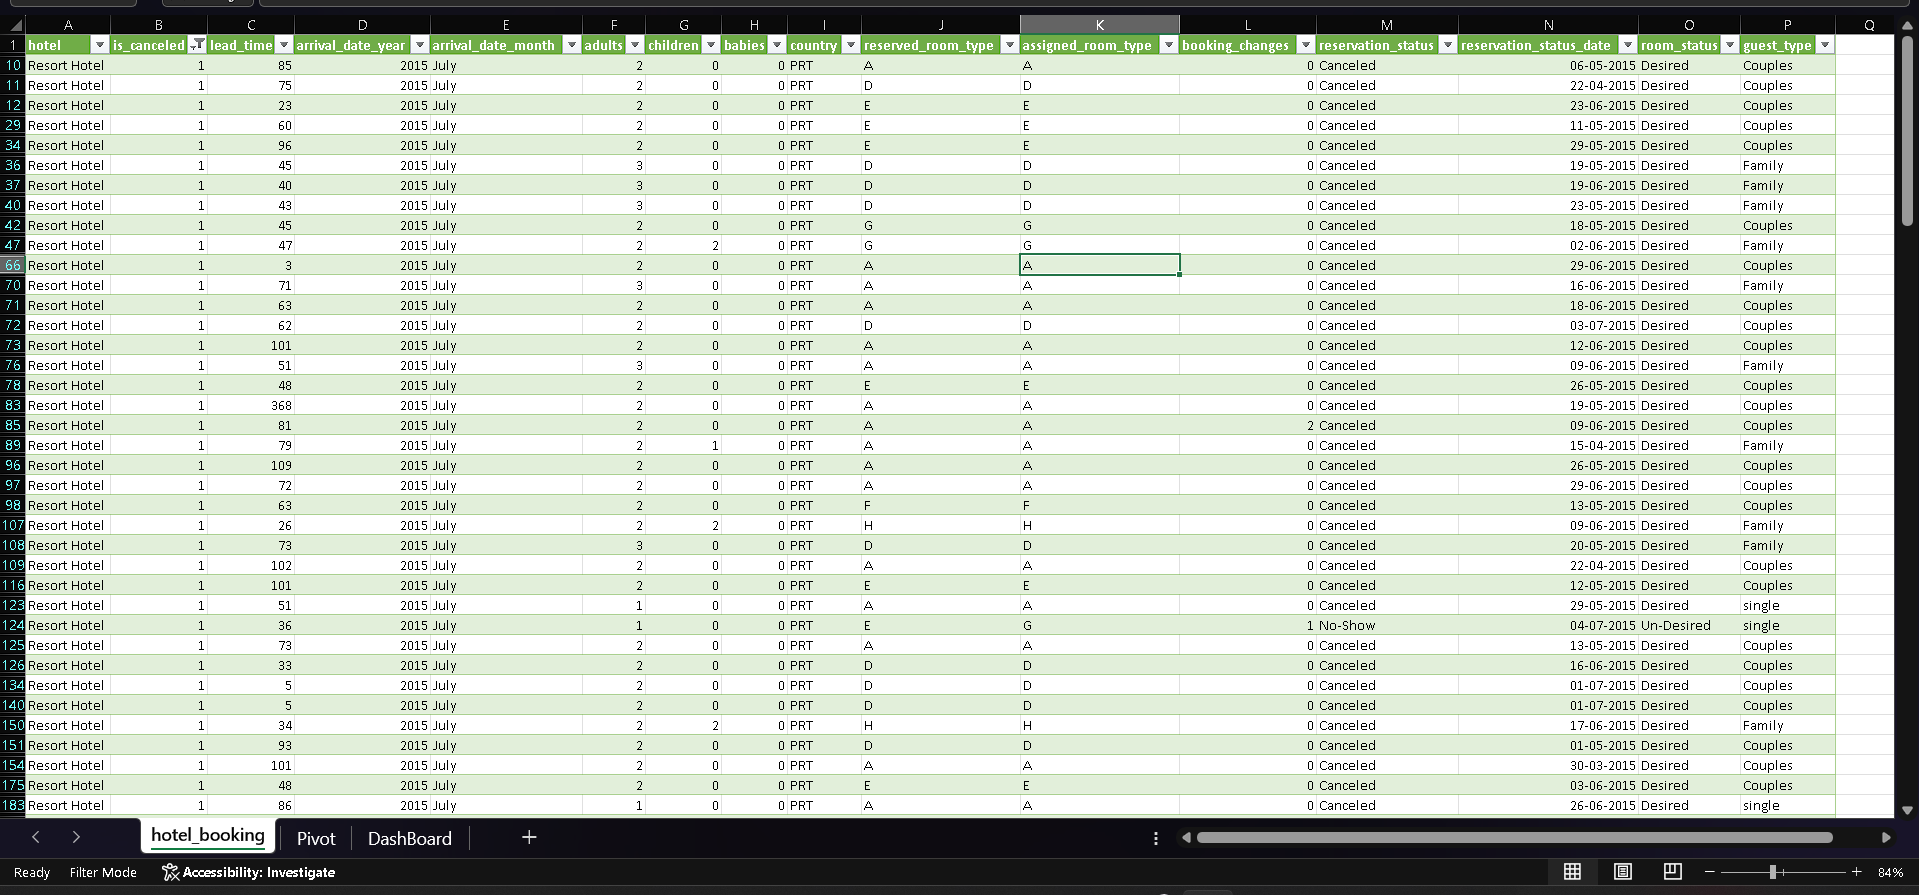 A B C D E F G H I J K L M N O P Q
1 hotel is_canceled lead_time arrival_date_year arrival_date_month adults children babies country reserved_room_type assigned_room_type booking_changes reservation_status reservation_status_date room_status guest_type
10 Resort Hotel 1 85 2015 July 2 0 0 PRT A A 0 Canceled 06-05-2015 Desired Couples
11 Resort Hotel 1 75 2015 July 2 0 0 PRT D D 0 Canceled 22-04-2015 Desired Couples
12 Resort Hotel 1 23 2015 July 2 0 0 PRT E E 0 Canceled 23-06-2015 Desired Couples
29 Resort Hotel 1 60 2015 July 2 0 0 PRT E E 0 Canceled 11-05-2015 Desired Couples
34 Resort Hotel 1 96 2015 July 2 0 0 PRT E E 0 Canceled 29-05-2015 Desired Couples
36 Resort Hotel 1 45 2015 July 3 0 0 PRT D D 0 Canceled 19-05-2015 Desired Family
37 Resort Hotel 1 40 2015 July 3 0 0 PRT D D 0 Canceled 19-06-2015 Desired Family
40 Resort Hotel 1 43 2015 July 3 0 0 PRT D D 0 Canceled 23-05-2015 Desired Family
42 Resort Hotel 1 45 2015 July 2 0 0 PRT G G 0 Canceled 18-05-2015 Desired Couples
47 Resort Hotel 1 47 2015 July 2 2 0 PRT G G 0 Canceled 02-06-2015 Desired Family
66 Resort Hotel 1 3 2015 July 2 0 0 PRT A A 0 Canceled 29-06-2015 Desired Couples
70 Resort Hotel 1 71 2015 July 3 0 0 PRT A A 0 Canceled 16-06-2015 Desired Family
71 Resort Hotel 1 63 2015 July 2 0 0 PRT A A 0 Canceled 18-06-2015 Desired Couples
72 Resort Hotel 1 62 2015 July 2 0 0 PRT D D 0 Canceled 03-07-2015 Desired Couples
73 Resort Hotel 1 101 2015 July 2 0 0 PRT A A 0 Canceled 12-06-2015 Desired Couples
76 Resort Hotel 1 51 2015 July 3 0 0 PRT A A 0 Canceled 09-06-2015 Desired Family
78 Resort Hotel 1 48 2015 July 2 0 0 PRT E E 0 Canceled 26-05-2015 Desired Couples
83 Resort Hotel 1 368 2015 July 2 0 0 PRT A A 0 Canceled 19-05-2015 Desired Couples
85 Resort Hotel 1 81 2015 July 2 0 0 PRT A A 2 Canceled 09-06-2015 Desired Couples
89 Resort Hotel 1 79 2015 July 2 1 0 PRT A A 0 Canceled 15-04-2015 Desired Family
96 Resort Hotel 1 109 2015 July 2 0 0 PRT A A 0 Canceled 26-05-2015 Desired Couples
97 Resort Hotel 1 72 2015 July 2 0 0 PRT A A 0 Canceled 29-06-2015 Desired Couples
98 Resort Hotel 1 63 2015 July 2 0 0 PRT F F 0 Canceled 13-05-2015 Desired Couples
107 Resort Hotel 1 26 2015 July 2 2 0 PRT H H 0 Canceled 09-06-2015 Desired Family
108 Resort Hotel 1 73 2015 July 3 0 0 PRT D D 0 Canceled 20-05-2015 Desired Family
109 Resort Hotel 1 102 2015 July 2 0 0 PRT A A 0 Canceled 22-04-2015 Desired Couples
116 Resort Hotel 1 101 2015 July 2 0 0 PRT E E 0 Canceled 12-05-2015 Desired Couples
123 Resort Hotel 1 51 2015 July 1 0 0 PRT A A 0 Canceled 29-05-2015 Desired single
124 Resort Hotel 1 36 2015 July 1 0 0 PRT E G 1 No-Show 04-07-2015 Un-Desired single
125 Resort Hotel 1 73 2015 July 2 0 0 PRT A A 0 Canceled 13-05-2015 Desired Couples
126 Resort Hotel 1 33 2015 July 2 0 0 PRT D D 0 Canceled 16-06-2015 Desired Couples
134 Resort Hotel 1 5 2015 July 2 0 0 PRT D D 0 Canceled 01-07-2015 Desired Couples
140 Resort Hotel 1 5 2015 July 2 0 0 PRT D D 0 Canceled 01-07-2015 Desired Couples
150 Resort Hotel 1 34 2015 July 2 2 0 PRT H H 0 Canceled 17-06-2015 Desired Family
151 Resort Hotel 1 93 2015 July 2 0 0 PRT D D 0 Canceled 01-05-2015 Desired Couples
154 Resort Hotel 1 101 2015 July 2 0 0 PRT A A 0 Canceled 30-03-2015 Desired Couples
175 Resort Hotel 1 48 2015 July 2 0 0 PRT E E 0 Canceled 03-06-2015 Desired Couples
183 Resort Hotel 1 86 2015 July 1 0 0 PRT A A 0 Canceled 26-06-2015 Desired single
hotel_booking Pivot DashBoard
Ready Filter Mode Accessibility: Investigate 84%